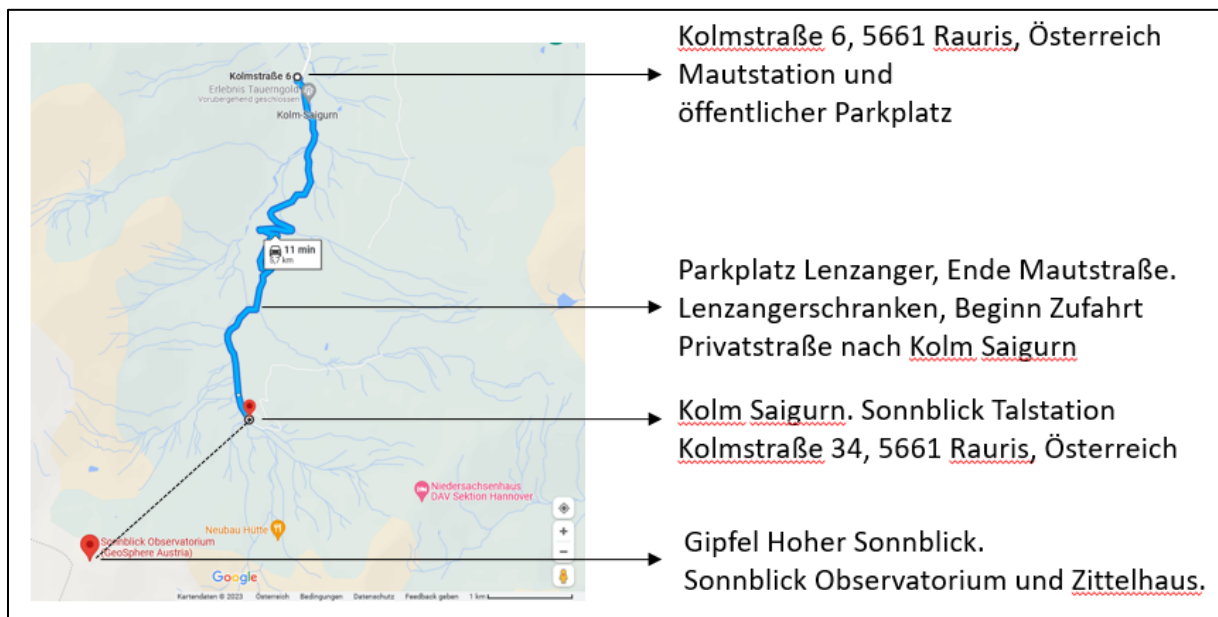 Kolmstraße 6
Erlebnis Tauerngold
Vorübergehend geschlossen
Kolm-Saigurn
11 min
5,7 km
Niedersachsenhaus
DAV Sektion Hannover
Neubau Hütte
Sonnblick Observatorium
(GeoSphere Austria)
Google
Kartendaten © 2023 Österreich Bedingungen Datenschutz Feedback geben 1 km
Kolmstraße 6, 5661 Rauris, Österreich
Mautstation und
öffentlicher Parkplatz
Parkplatz Lenzanger, Ende Mautstraße.
Lenzangerschranken, Beginn Zufahrt
Privatstraße nach Kolm Saigurn
Kolm Saigurn. Sonnblick Talstation
Kolmstraße 34, 5661 Rauris, Österreich
Gipfel Hoher Sonnblick.
Sonnblick Observatorium und Zittelhaus.